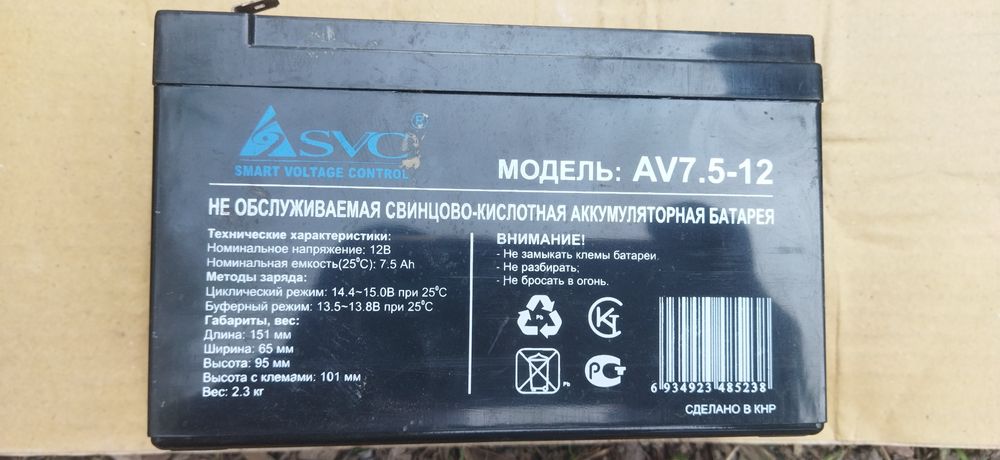 SVC ®
SMART VOLTAGE CONTROL
МОДЕЛЬ: AV7.5-12
НЕ ОБСЛУЖИВАЕМАЯ СВИНЦОВО-КИСЛОТНАЯ АККУМУЛЯТОРНАЯ БАТАРЕЯ
Технические характеристики:
Номинальное напряжение: 12В
Номинальная емкость(25°С): 7.5 Ah
Методы заряда:
Циклический режим: 14.4~15.0В при 25°С
Буферный режим: 13.5~13.8В при 25°С
Габариты, вес:
Длина: 151 мм
Ширина: 65 мм
Высота: 95 мм
Высота с клемами: 101 мм
Вес: 2.3 кг
ВНИМАНИЕ!
- Не замыкать клемы батареи.
- Не разбирать;
- Не бросать в огонь.
Pb
Pb
6 934923 485238
СДЕЛАНО В КНР